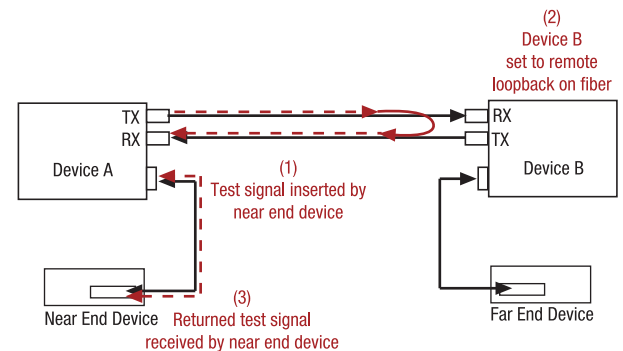 (2)
Device B
set to remote
loopback on fiber
TX
RX
RX
TX
Device A
Device B
(1)
Test signal inserted by
near end device
(3)
Near End Device
Returned test signal
received by near end device
Far End Device